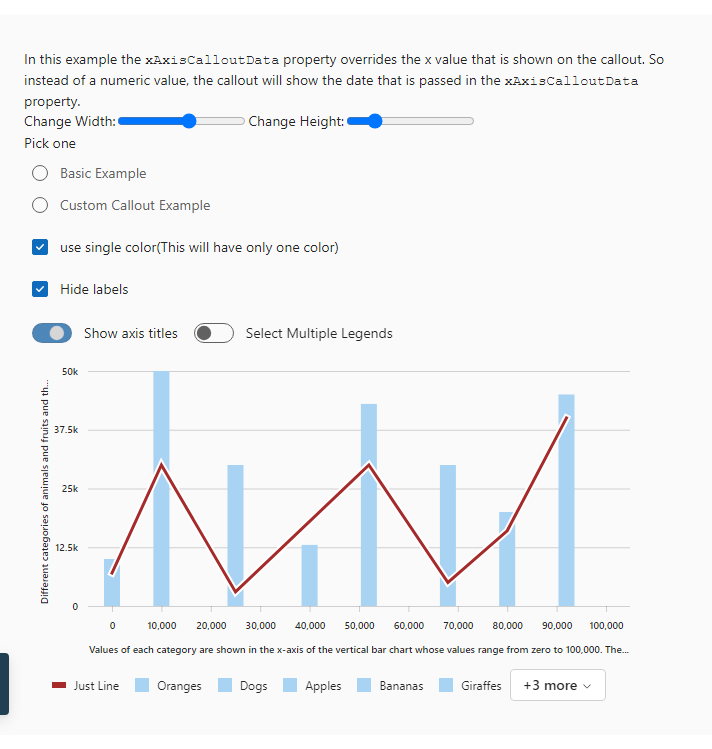 In this example the xAxisCalloutData property overrides the x value that is shown on the callout. So
instead of a numeric value, the callout will show the date that is passed in the xAxisCalloutData
property.
Change Width: Change Height:
Pick one
Basic Example
Custom Callout Example
use single color(This will have only one color)
Hide labels
Show axis titles Select Multiple Legends
50k
37.5k
25k
12.5k
0
Different categories of animals and fruits and th...
0 10,000 20,000 30,000 40,000 50,000 60,000 70,000 80,000 90,000 100,000
Values of each category are shown in the x-axis of the vertical bar chart whose values range from zero to 100,000. The...
Just Line Oranges Dogs Apples Bananas Giraffes +3 more